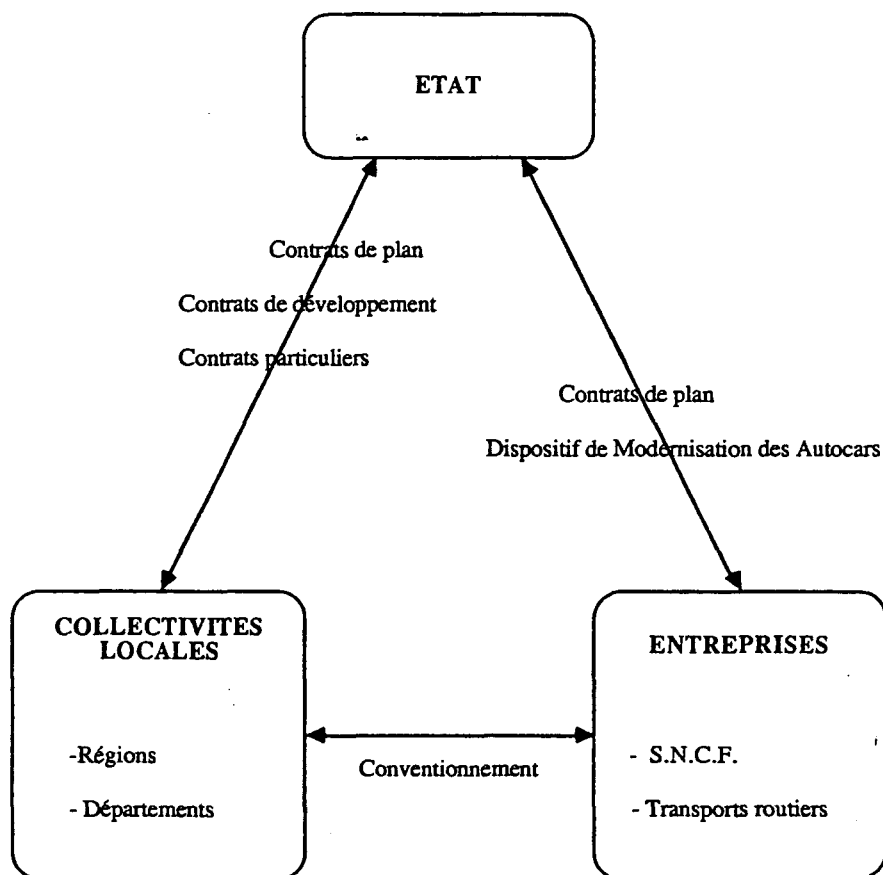 ETAT
Contrats de plan
Contrats de développement
Contrats particuliers
Contrats de plan
Dispositif de Modernisation des Autocars
COLLECTIVITES
LOCALES
-Régions
- Départements
Conventionnement
ENTREPRISES
- S.N.C.F.
- Transports routiers